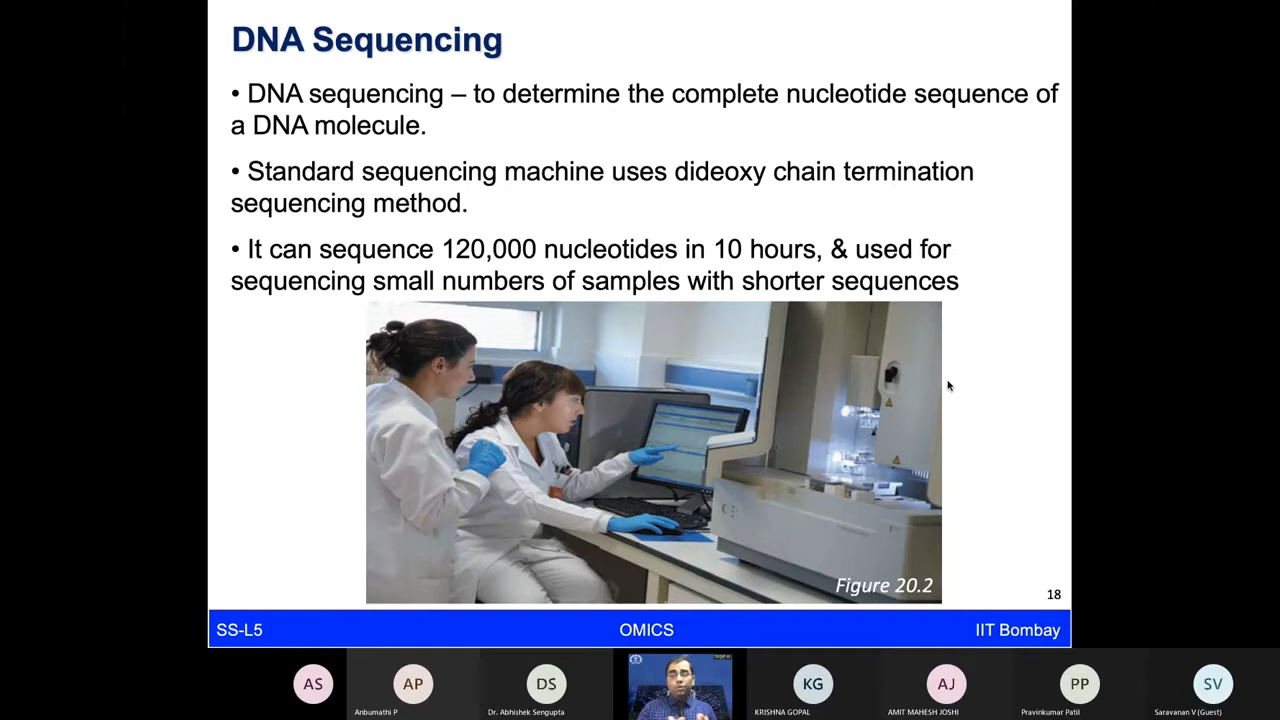 DNA Sequencing
• DNA sequencing – to determine the complete nucleotide sequence of
a DNA molecule.
• Standard sequencing machine uses dideoxy chain termination
sequencing method.
• It can sequence 120,000 nucleotides in 10 hours, & used for
sequencing small numbers of samples with shorter sequences
Figure 20.2
18
SS-L5 OMICS IIT Bombay
AS AP DS KG AJ PP SV
Anbumathi P Dr. Abhishek Sengupta KRISHNA GOPAL AMIT MAHESH JOSHI Pravinkumar Patil Saravanan V (Guest)